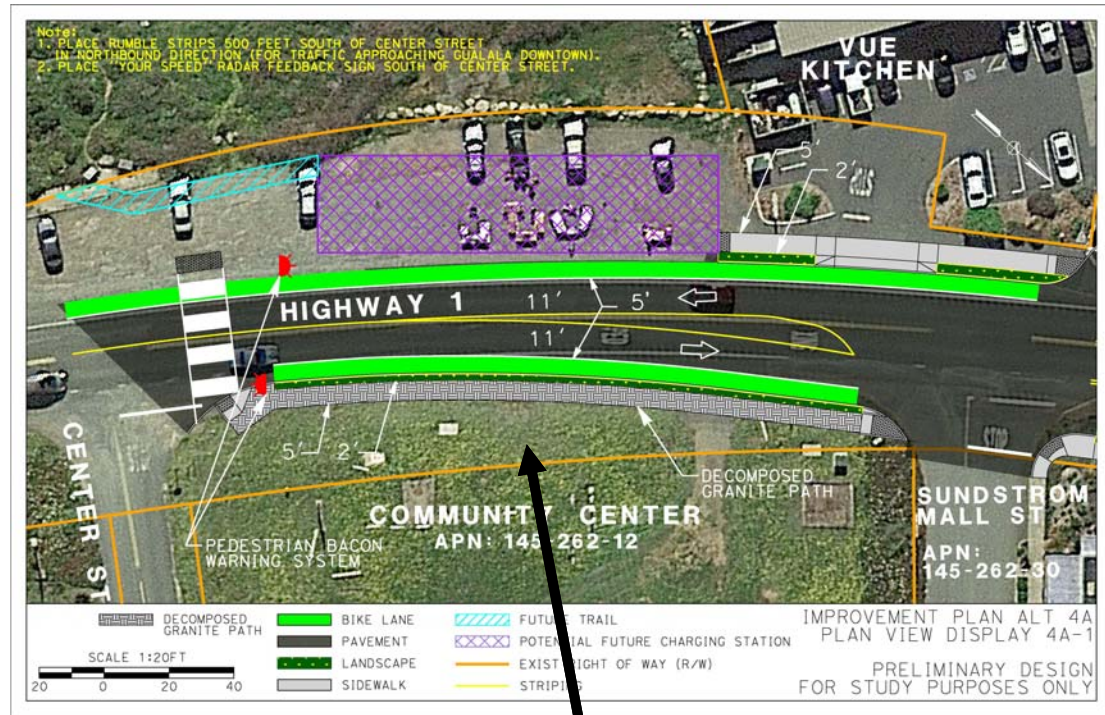 Note:
1. PLACE RUMBLE STRIPS 500 FEET SOUTH OF CENTER STREET
IN NORTHBOUND DIRECTION (FOR TRAFFIC APPROACHING GUALALA DOWNTOWN).
2. PLACE "YOUR SPEED" RADAR FEEDBACK SIGN SOUTH OF CENTER STREET.
VUE
KITCHEN
5'
2'
STOP
HIGHWAY 1
11'
5'
11'
5'
2'
DECOMPOSED
GRANITE PATH
STOP
CENTER ST
PEDESTRIAN BACON
WARNING SYSTEM
COMMUNITY CENTER
APN: 145-262-12
SUNDSTROM
MALL ST
APN:
145-262-30
DECOMPOSED
GRANITE PATH
SCALE 1:20FT
20 0 20 40
BIKE LANE
PAVEMENT
LANDSCAPE
SIDEWALK
FUTURE TRAIL
POTENTIAL FUTURE CHARGING STATION
EXIST RIGHT OF WAY (R/W)
STRIPING
IMPROVEMENT PLAN ALT 4A
PLAN VIEW DISPLAY 4A-1
PRELIMINARY DESIGN
FOR STUDY PURPOSES ONLY